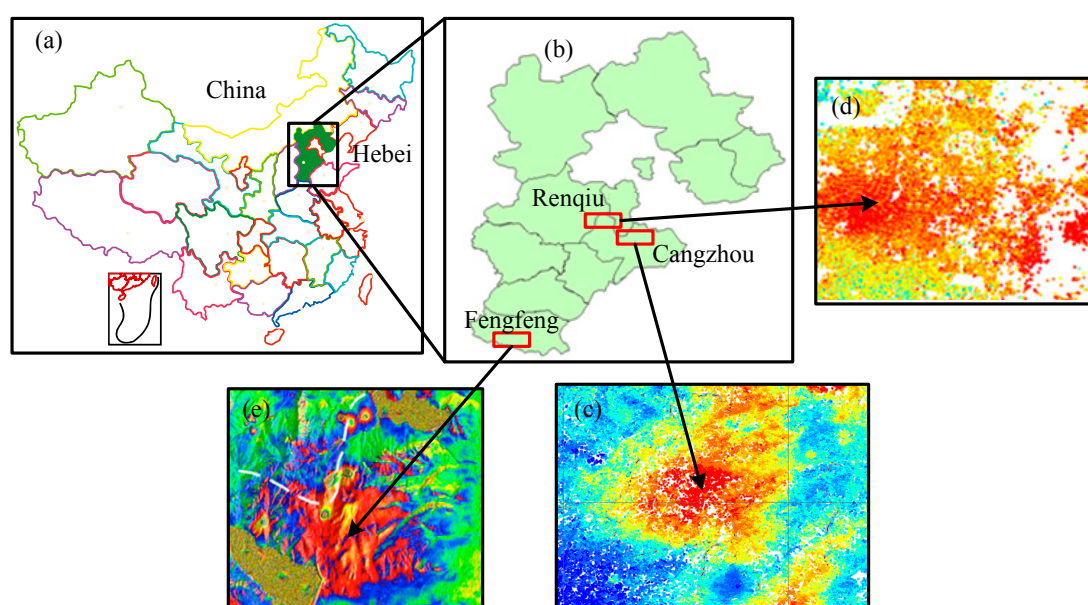 (a)
China
Hebei
(b)
Renqiu
Cangzhou
Fengfeng
(d)
(e)
(c)